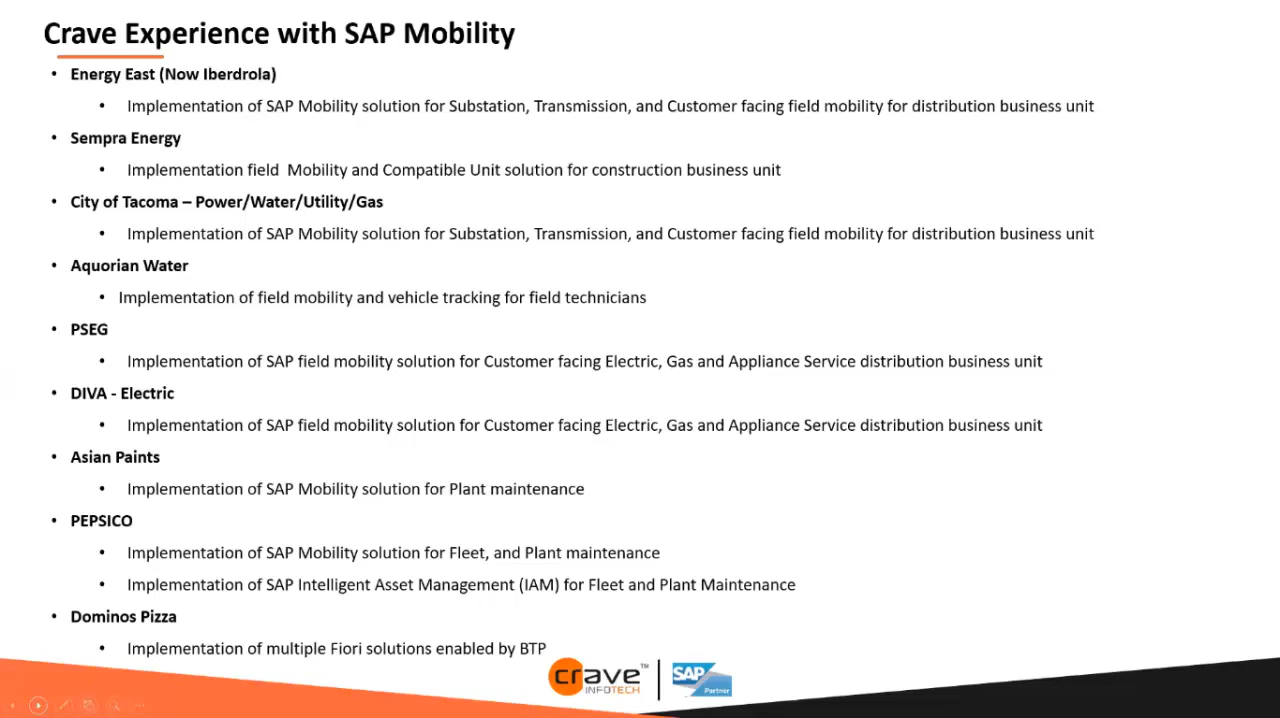 Crave Experience with SAP Mobility
• Energy East (Now Iberdrola)
• Implementation of SAP Mobility solution for Substation, Transmission, and Customer facing field mobility for distribution business unit
• Sempra Energy
• Implementation field  Mobility and Compatible Unit solution for construction business unit
• City of Tacoma – Power/Water/Utility/Gas
• Implementation of SAP Mobility solution for Substation, Transmission, and Customer facing field mobility for distribution business unit
• Aquorian Water
• Implementation of field mobility and vehicle tracking for field technicians
• PSEG
• Implementation of SAP field mobility solution for Customer facing Electric, Gas and Appliance Service distribution business unit
• DIVA - Electric
• Implementation of SAP field mobility solution for Customer facing Electric, Gas and Appliance Service distribution business unit
• Asian Paints
• Implementation of SAP Mobility solution for Plant maintenance
• PEPSICO
• Implementation of SAP Mobility solution for Fleet, and Plant maintenance
• Implementation of SAP Intelligent Asset Management (IAM) for Fleet and Plant Maintenance
• Dominos Pizza
• Implementation of multiple Fiori solutions enabled by BTP
crave™
INFOTECH
SAP
Partner